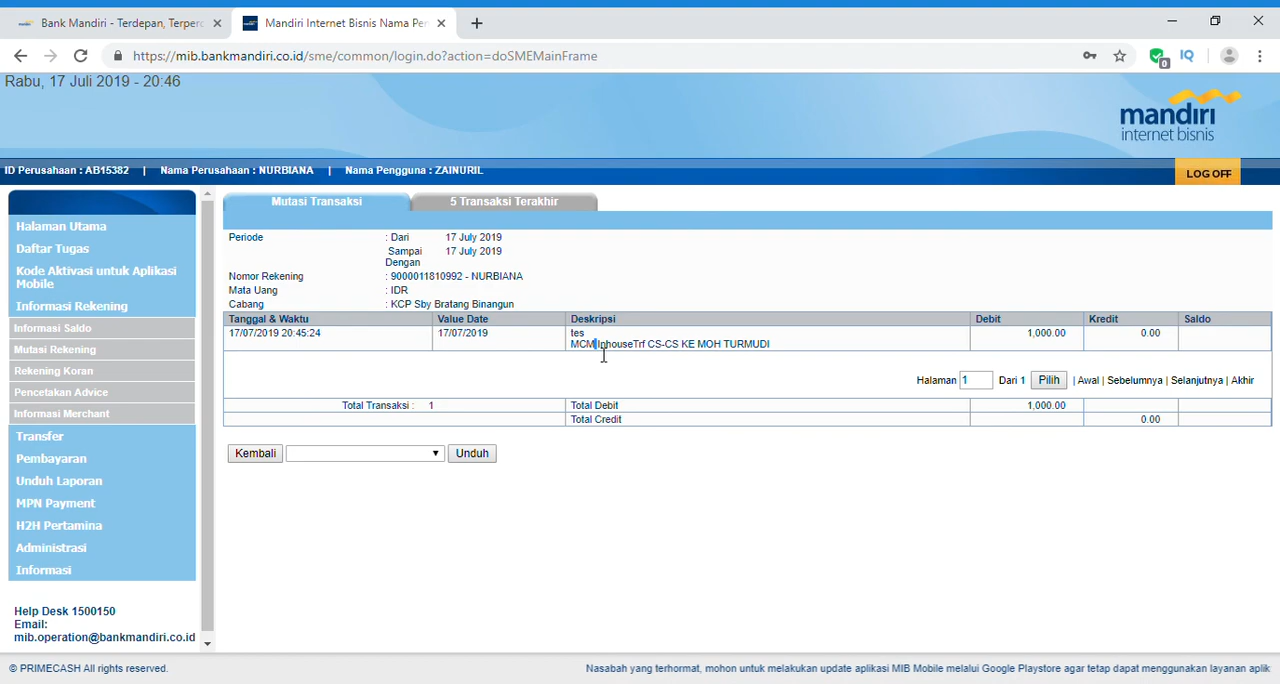 Bank Mandiri - Terdepan, Terperc
Mandiri Internet Bisnis Nama Per
https://mib.bankmandiri.co.id/sme/common/login.do?action=doSMEMainFrame
0
IQ
Rabu, 17 Juli 2019 - 20:46
mandiri
internet bisnis
ID Perusahaan : AB15382 | Nama Perusahaan : NURBIANA | Nama Pengguna : ZAINURIL
LOG OFF
Halaman Utama
Daftar Tugas
Kode Aktivasi untuk Aplikasi
Mobile
Informasi Rekening
Informasi Saldo
Mutasi Rekening
Rekening Koran
Pencetakan Advice
Informasi Merchant
Transfer
Pembayaran
Unduh Laporan
MPN Payment
H2H Pertamina
Administrasi
Informasi
Help Desk 1500150
Email:
mib.operation@bankmandiri.co.id
Mutasi Transaksi
5 Transaksi Terakhir
Periode : Dari 17 July 2019
Sampai 17 July 2019
Dengan
Nomor Rekening : 9000011810992 - NURBIANA
Mata Uang : IDR
Cabang : KCP Sby Bratang Binangun
Tanggal & Waktu Value Date Deskripsi Debit Kredit Saldo
17/07/2019 20:45:24 17/07/2019 tes 1,000.00 0.00
MCM InhouseTrf CS-CS KE MOH TURMUDI
Halaman 1 Dari 1 Pilih | Awal | Sebelumnya | Selanjutnya | Akhir
Total Transaksi : 1 Total Debit 1,000.00
Total Credit 0.00
Kembali Unduh
© PRIMECASH All rights reserved.
Nasabah yang terhormat, mohon untuk melakukan update aplikasi MIB Mobile melalui Google Playstore agar tetap dapat menggunakan layanan aplik